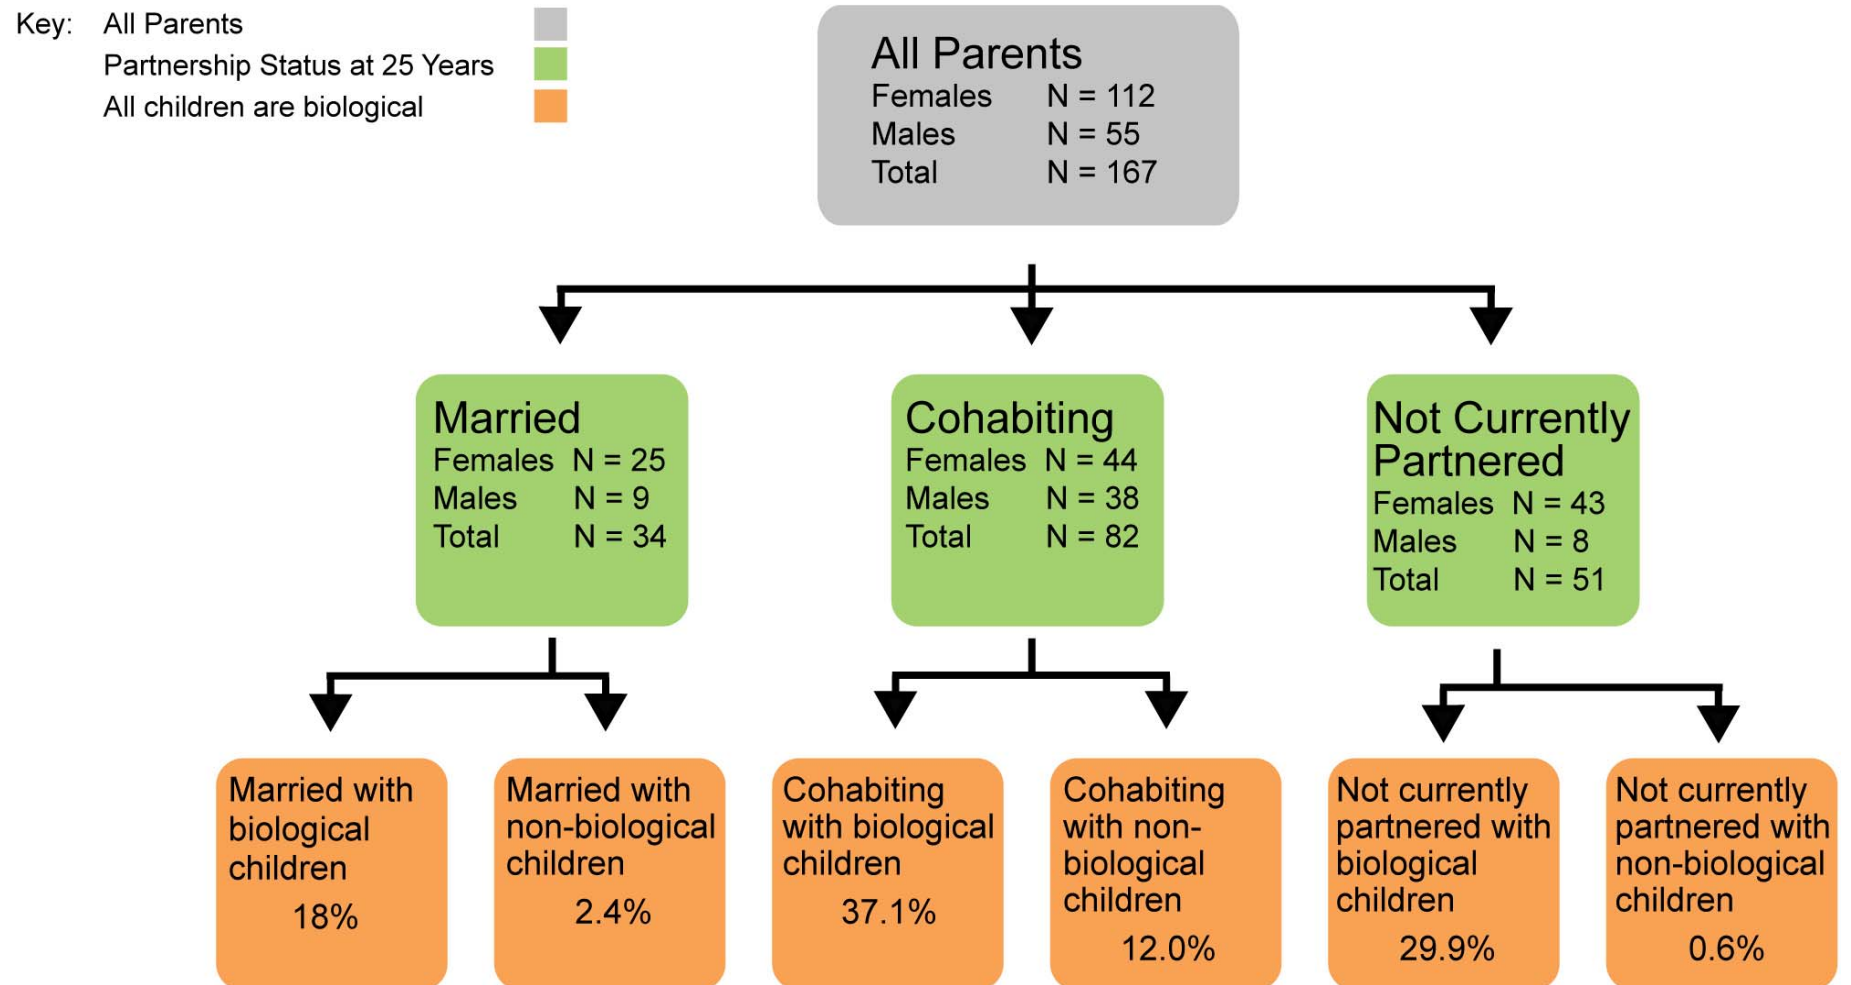 Key: All Parents
Partnership Status at 25 Years
All children are biological
All Parents
Females N = 112
Males N = 55
Total N = 167
Married
Females N = 25
Males N = 9
Total N = 34
Cohabiting
Females N = 44
Males N = 38
Total N = 82
Not Currently
Partnered
Females N = 43
Males N = 8
Total N = 51
Married with
biological
children
18%
Married with
non-biological
children
2.4%
Cohabiting
with biological
children
37.1%
Cohabiting
with non-
biological
children
12.0%
Not currently
partnered with
biological
children
29.9%
Not currently
partnered with
non-biological
children
0.6%